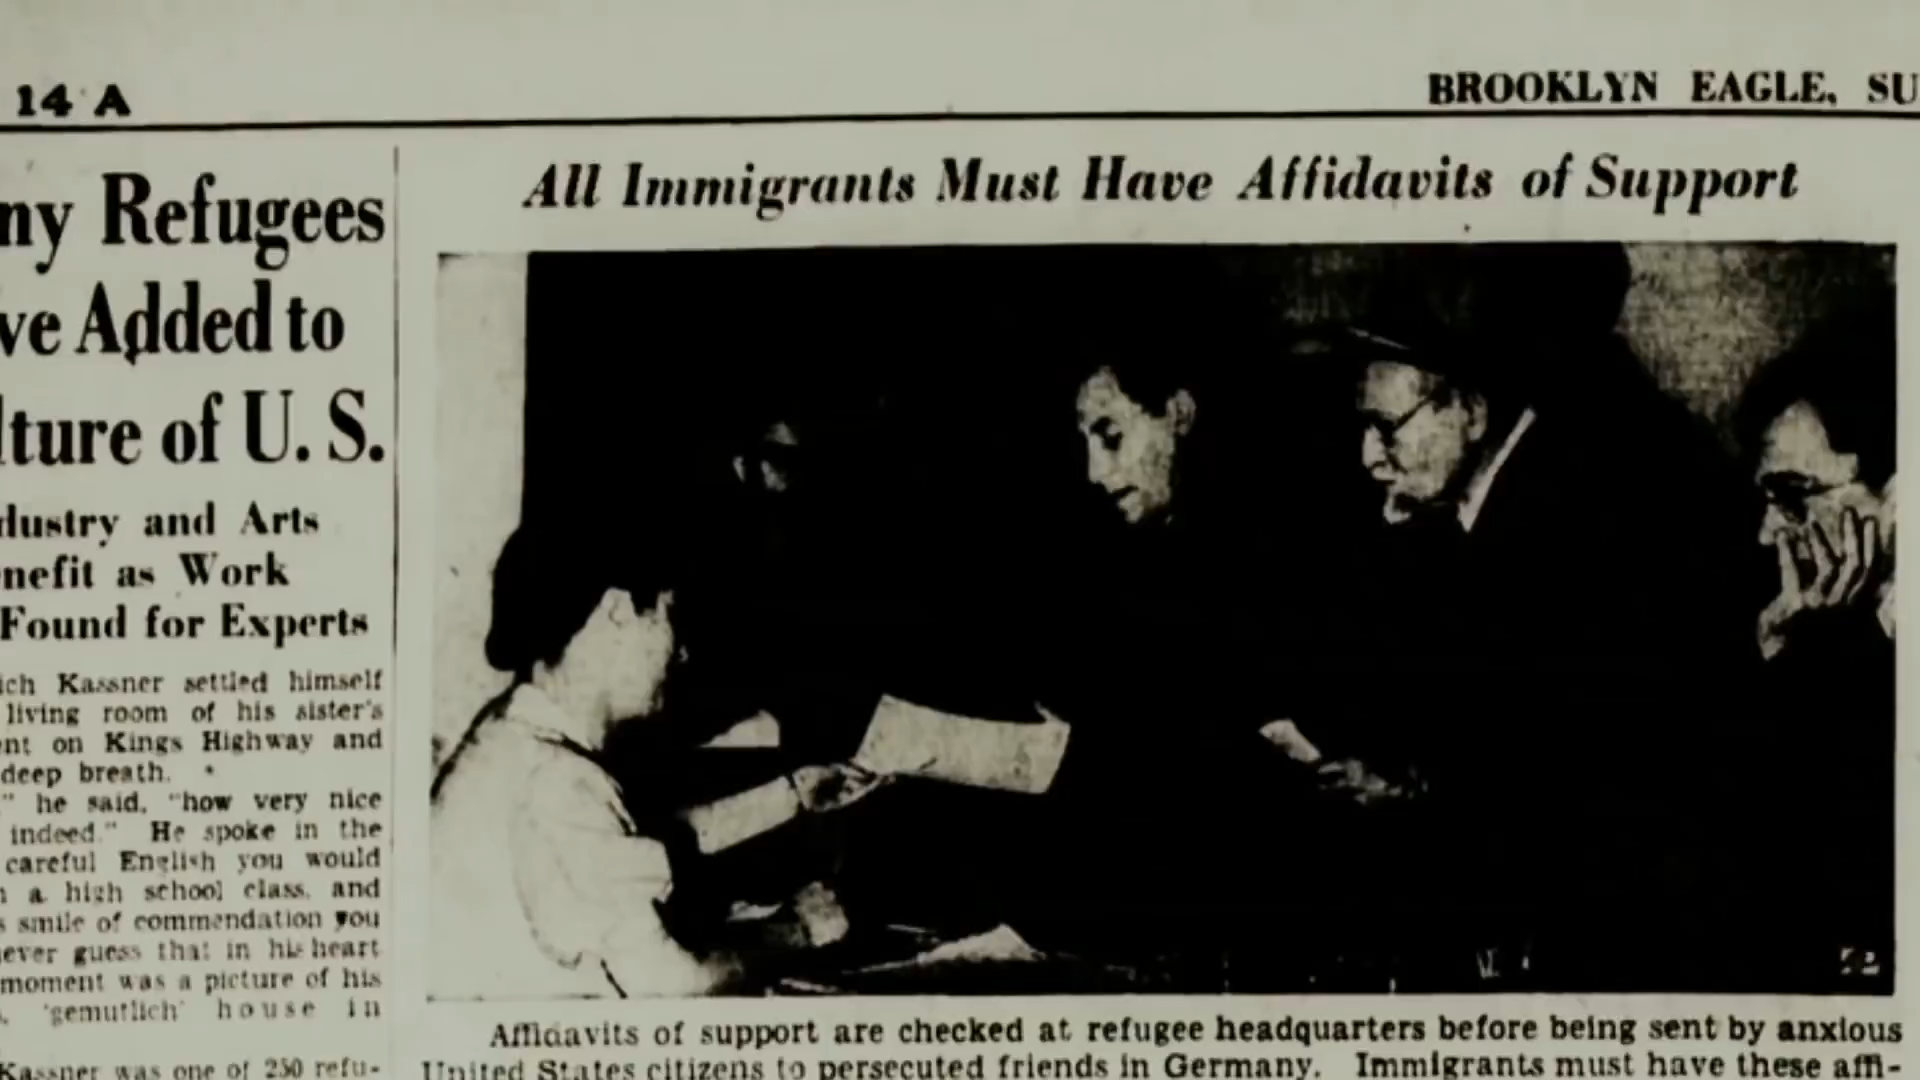 14 A
BROOKLYN EAGLE, SU
ny Refugees
ve Added to
lture of U. S.
dustry and Arts
nefit as Work
Found for Experts
ich Kassner settled himself
living room of his sister's
ent on Kings Highway and
deep breath.
" he said, "how very nice
indeed." He spoke in the
careful English you would
n a high school class, and
s smile of commendation you
ever guess that in his heart
moment was a picture of his
, 'gemutlich' house in
Kassner was one of 250 refu-
All Immigrants Must Have Affidavits of Support
Affidavits of support are checked at refugee headquarters before being sent by anxious
United States citizens to persecuted friends in Germany. Immigrants must have these affi-